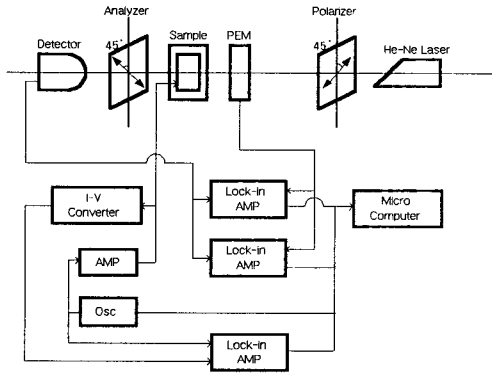 Analyzer
Sample
PEM
Polarizer
Detector
He-Ne Laser
45°
45°
I-V
Converter
Lock-in
AMP
Micro
Computer
AMP
Lock-in
AMP
Osc
Lock-in
AMP